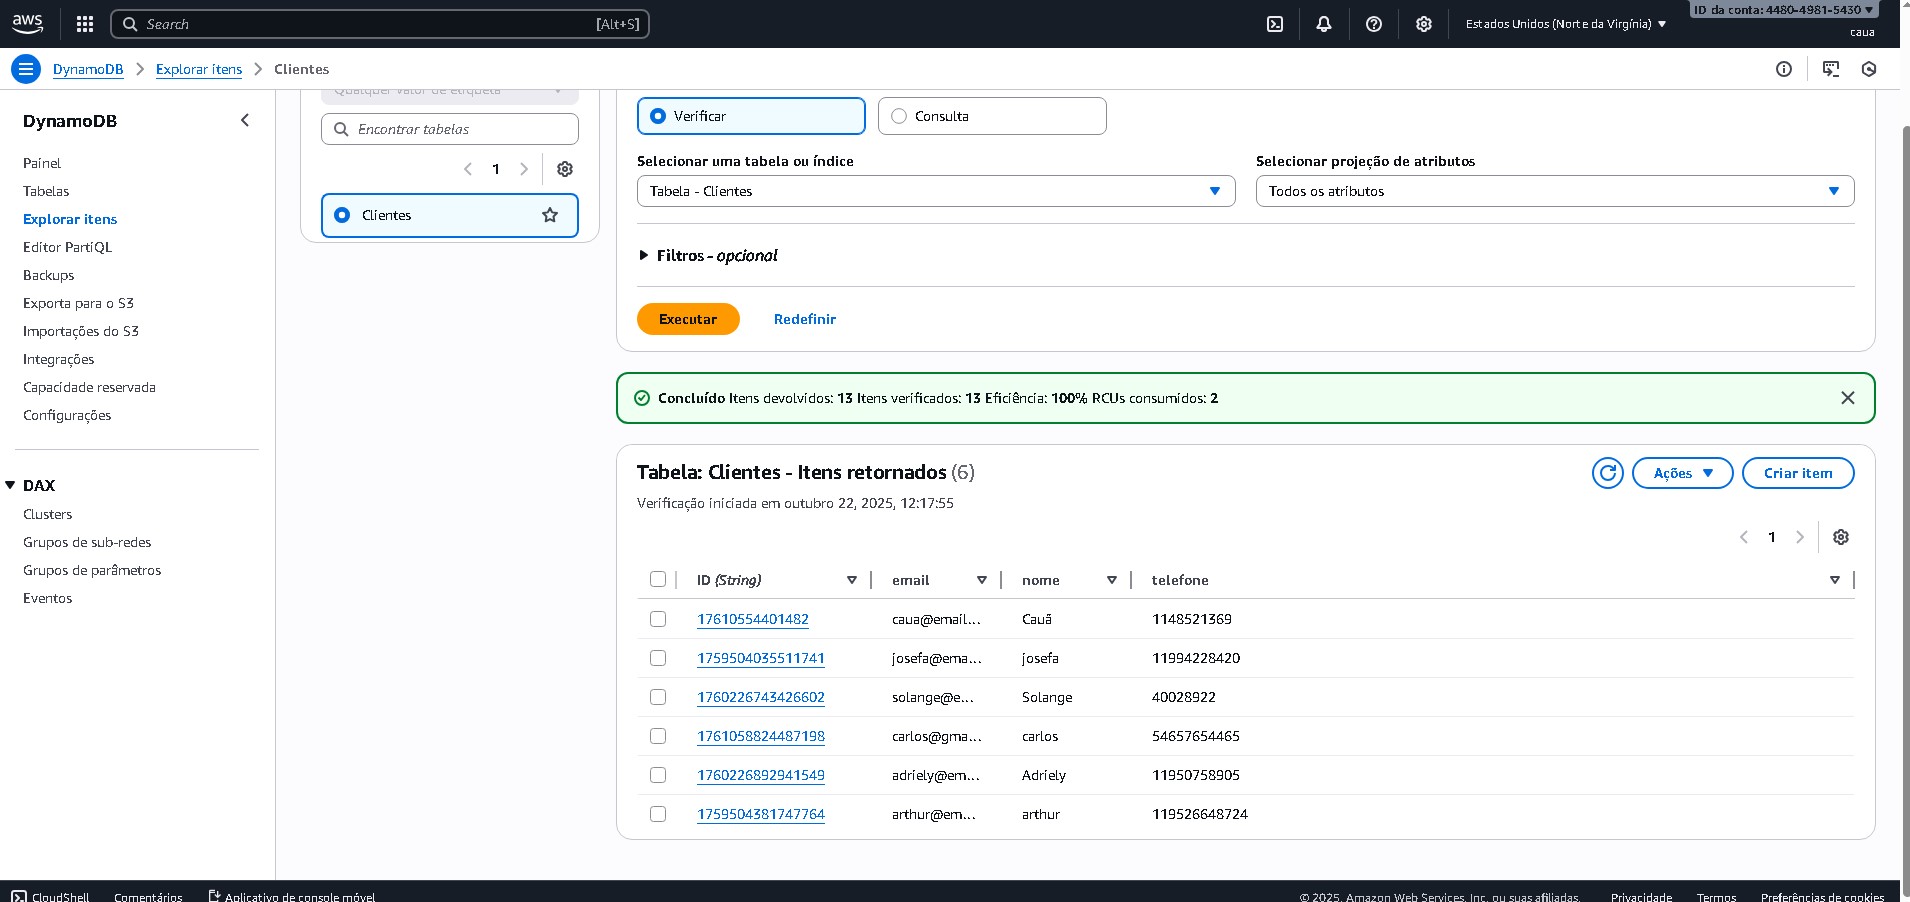 aws
Search [Alt+S]
Estados Unidos (Norte da Virgínia)
ID da conta: 4480-4981-5430
caua
DynamoDB
Explorar itens
Clientes
DynamoDB
Painel
Tabelas
Explorar itens
Editor PartiQL
Backups
Exporta para o S3
Importações do S3
Integrações
Capacidade reservada
Configurações
DAX
Clusters
Grupos de sub-redes
Grupos de parâmetros
Eventos
Qualquer valor de etiqueta
Encontrar tabelas
1
Clientes
Verificar
Consulta
Selecionar uma tabela ou índice
Tabela - Clientes
Selecionar projeção de atributos
Todos os atributos
Filtros - opcional
Executar
Redefinir
Concluído Itens devolvidos: 13 Itens verificados: 13 Eficiência: 100% RCUs consumidos: 2
Tabela: Clientes - Itens retornados (6)
Verificação iniciada em outubro 22, 2025, 12:17:55
Ações
Criar item
1
ID (String) email nome telefone
17610554401482 caua@email... Cauã 1148521369
1759504035511741 josefa@ema... josefa 11994228420
1760226743426602 solange@e... Solange 40028922
1761058824487198 carlos@gma... carlos 54657654465
1760226892941549 adriely@em... Adriely 11950758905
1759504381747764 arthur@em... arthur 119526648724
CloudShell Comentários Aplicativo de console móvel
© 2025, Amazon Web Services, Inc. ou suas afiliadas. Privacidade Termos Preferências de cookies